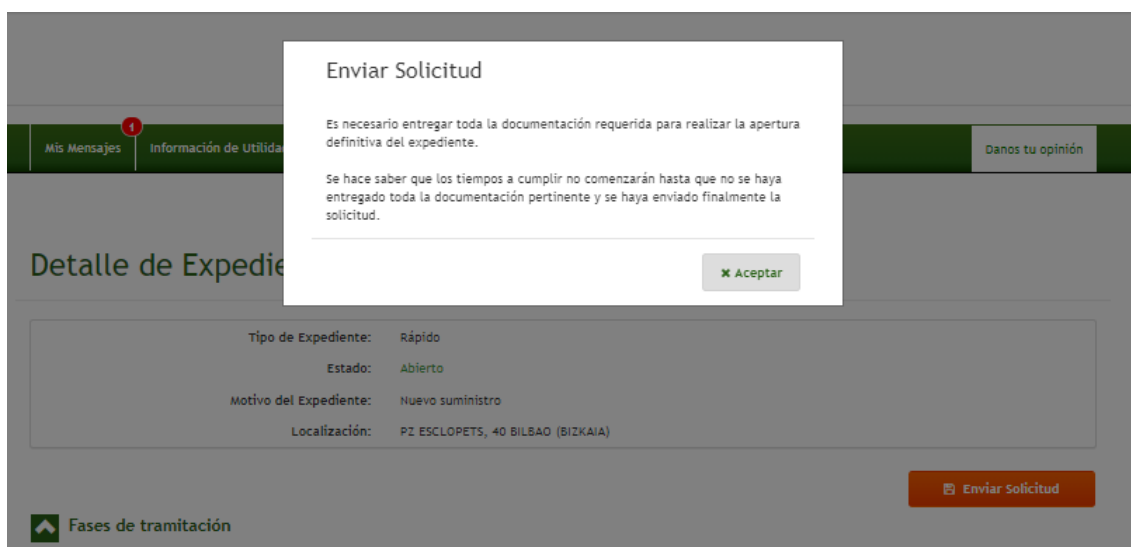 Enviar Solicitud
Es necesario entregar toda la documentación requerida para realizar la apertura
definitiva del expediente.
Se hace saber que los tiempos a cumplir no comenzarán hasta que no se haya
entregado toda la documentación pertinente y se haya enviado finalmente la
solicitud.
Aceptar
1
Mis Mensajes
Información de Utilida
Danos tu opinión
Detalle de Expedie
Tipo de Expediente: Rápido
Estado: Abierto
Motivo del Expediente: Nuevo suministro
Localización: PZ ESCLOPETS, 40 BILBAO (BIZKAIA)
Enviar Solicitud
Fases de tramitación